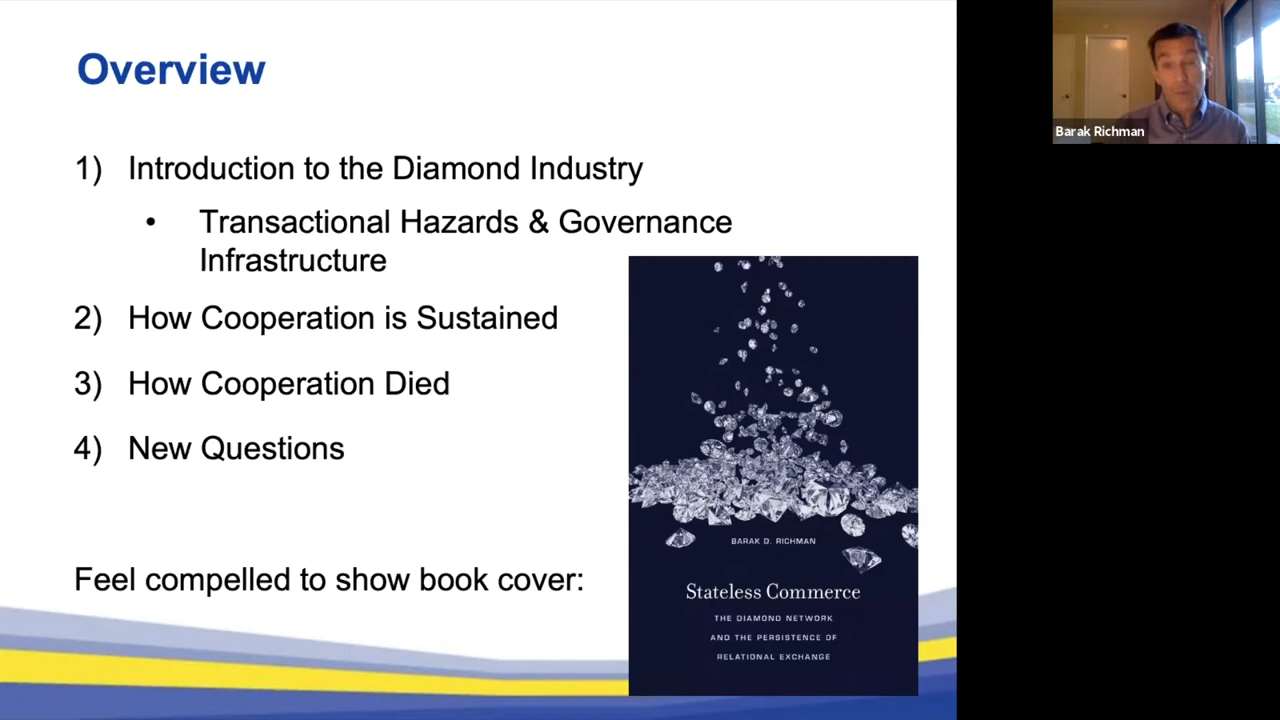 Overview
1) Introduction to the Diamond Industry
• Transactional Hazards & Governance
Infrastructure
2) How Cooperation is Sustained
3) How Cooperation Died
4) New Questions
Feel compelled to show book cover:
BARAK D. RICHMAN
Stateless Commerce
THE DIAMOND NETWORK
AND THE PERSISTENCE OF
RELATIONAL EXCHANGE
Barak Richman